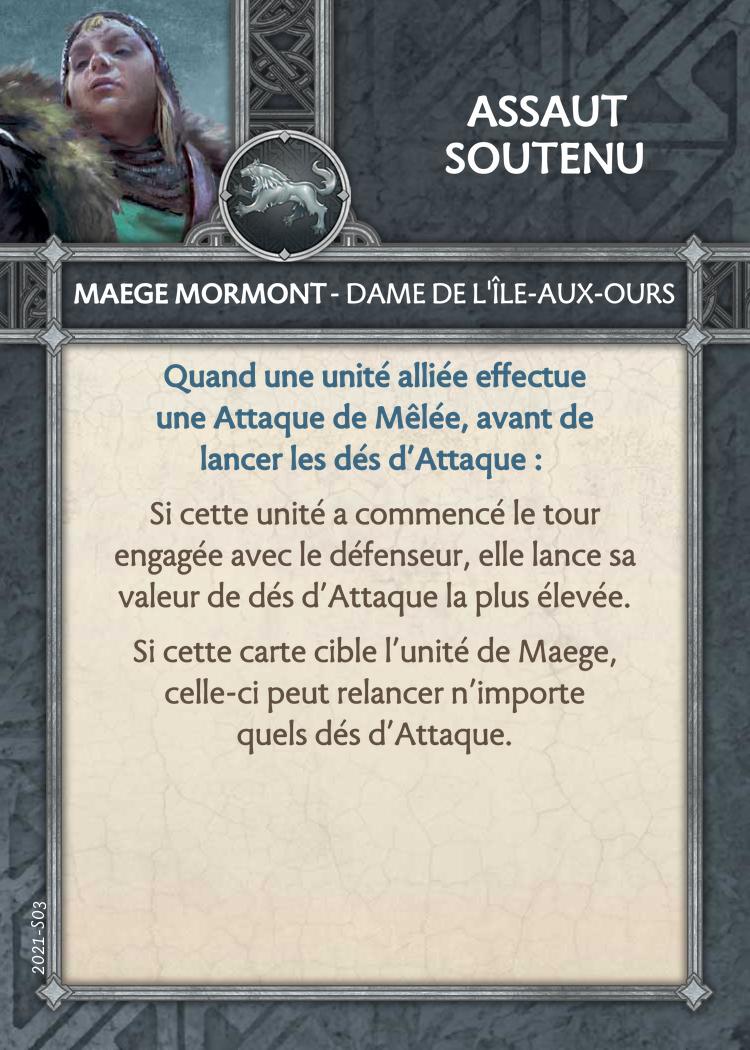 ASSAUT
SOUTENU
MAEGE MORMONT - DAME DE L'ÎLE-AUX-OURS
Quand une unité alliée effectue
une Attaque de Mêlée, avant de
lancer les dés d'Attaque :
Si cette unité a commencé le tour
engagée avec le défenseur, elle lance sa
valeur de dés d'Attaque la plus élevée.
Si cette carte cible l'unité de Maege,
celle-ci peut relancer n'importe
quels dés d'Attaque.
2021-S03